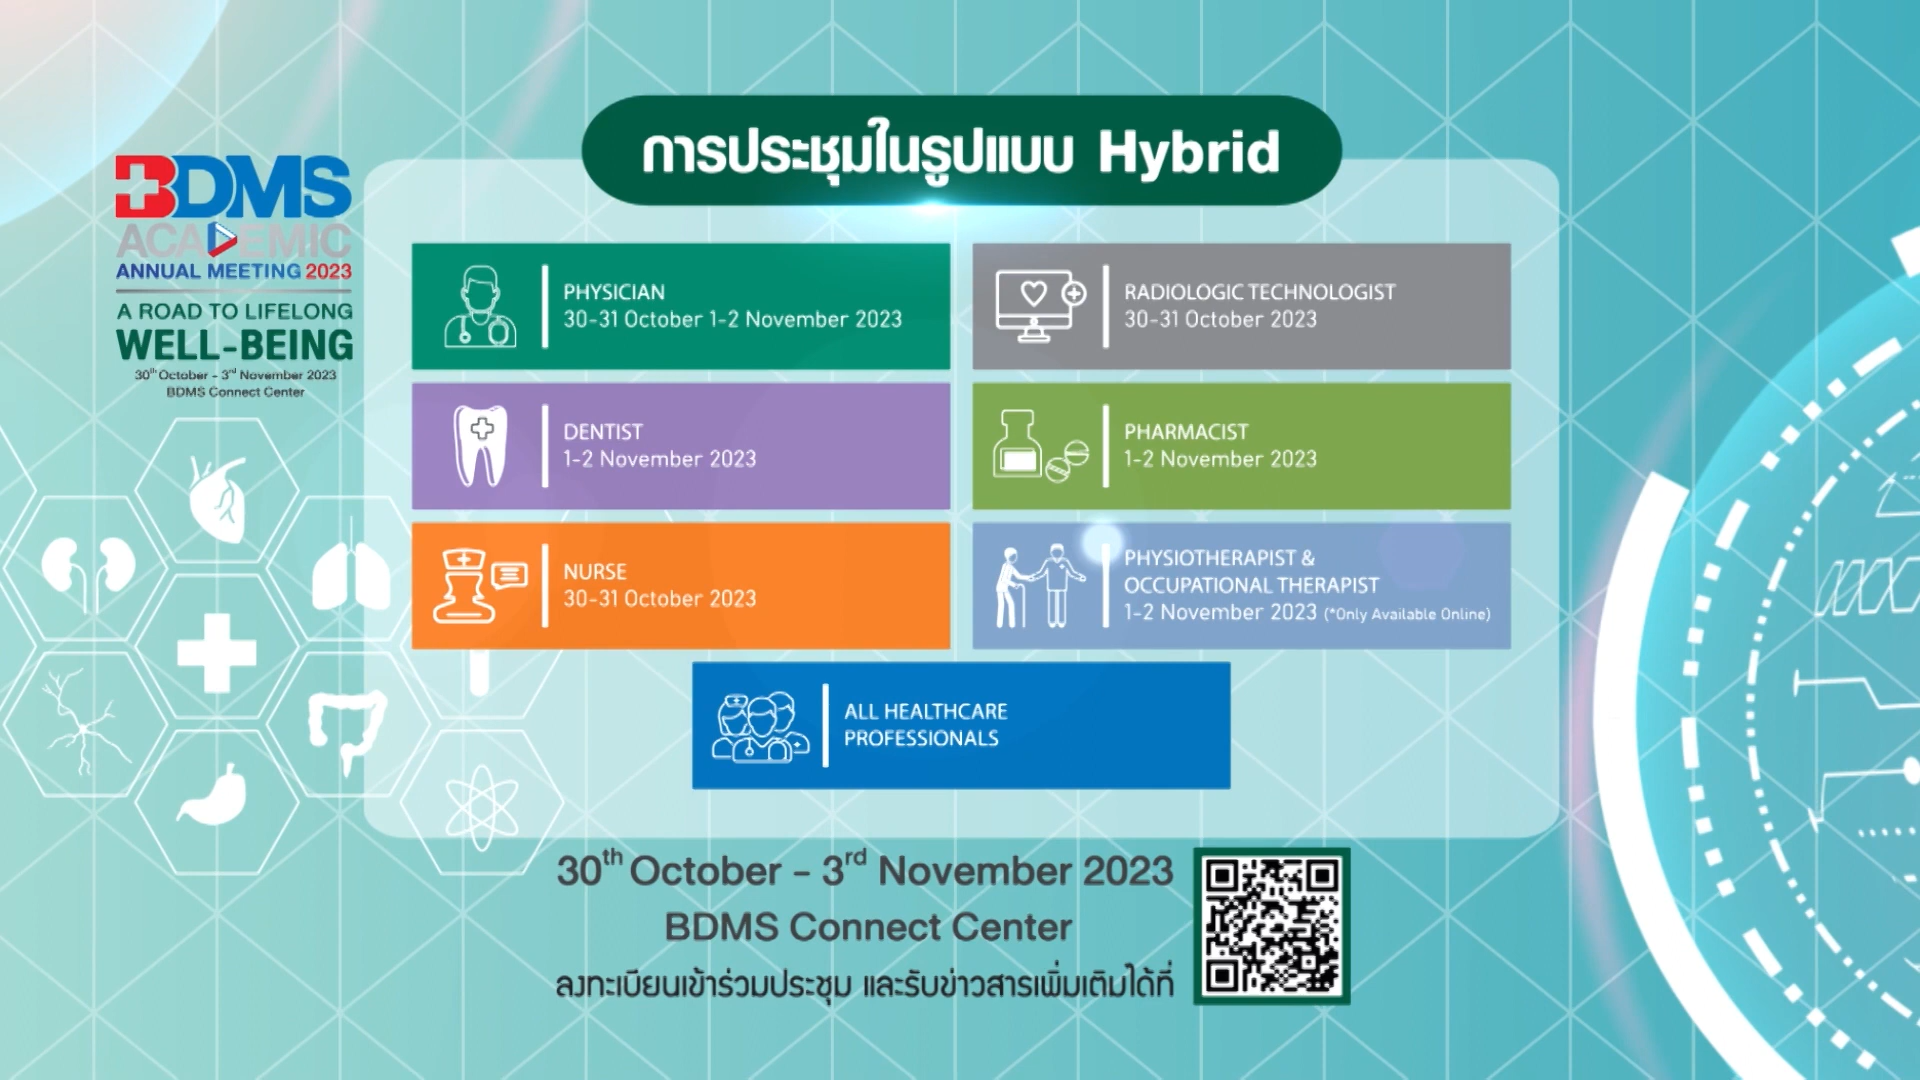 การประชุมในรูปแบบ Hybrid
BDMS
ACADEMIC
ANNUAL MEETING 2023
A ROAD TO LIFELONG
WELL-BEING
30th October - 3rd November 2023
BDMS Connect Center
PHYSICIAN
30-31 October 1-2 November 2023
RADIOLOGIC TECHNOLOGIST
30-31 October 2023
DENTIST
1-2 November 2023
PHARMACIST
1-2 November 2023
NURSE
30-31 October 2023
PHYSIOTHERAPIST &
OCCUPATIONAL THERAPIST
1-2 November 2023 (*Only Available Online)
ALL HEALTHCARE
PROFESSIONALS
30th October - 3rd November 2023
BDMS Connect Center
ลงทะเบียนเข้าร่วมประชุม และรับข่าวสารเพิ่มเติมได้ที่